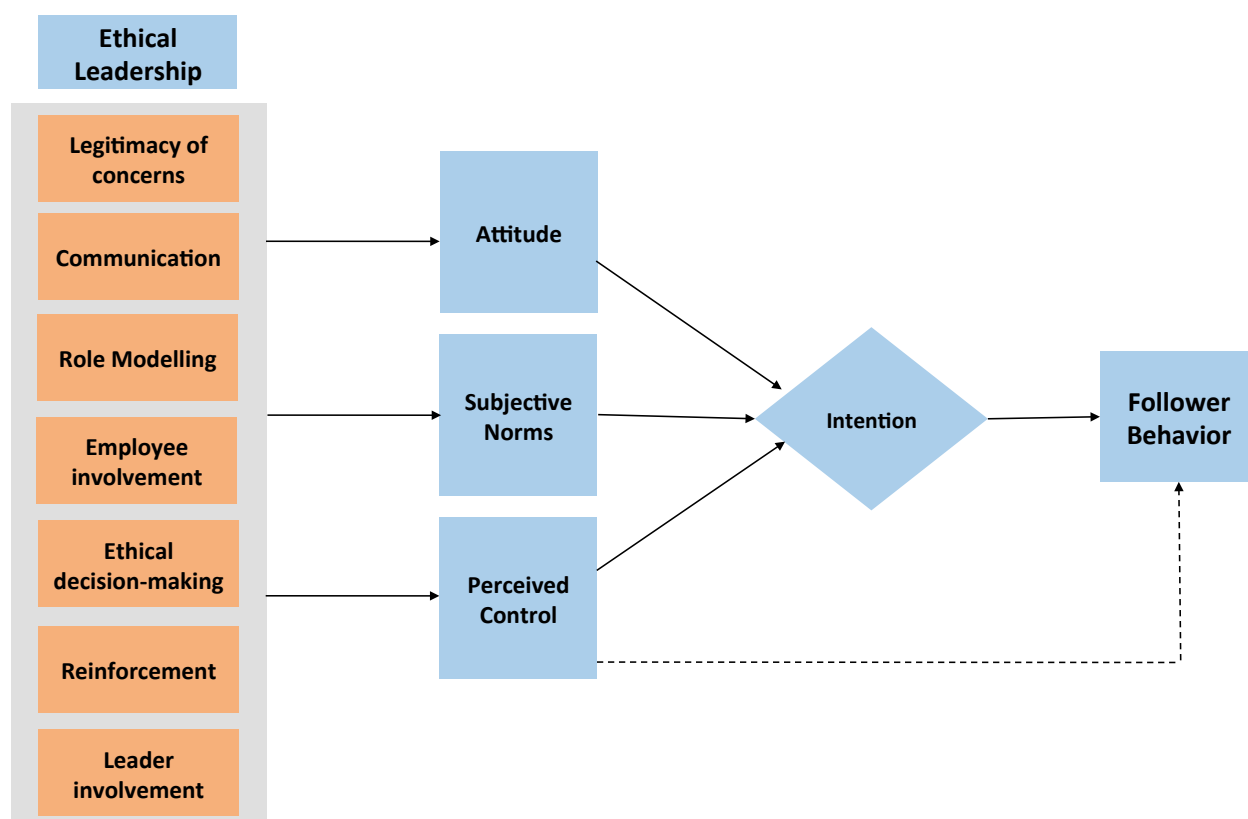 Ethical
Leadership
Legitimacy of
concerns
Communication
Role Modelling
Employee
involvement
Ethical
decision-making
Reinforcement
Leader
involvement
Attitude
Subjective
Norms
Perceived
Control
Intention
Follower
Behavior